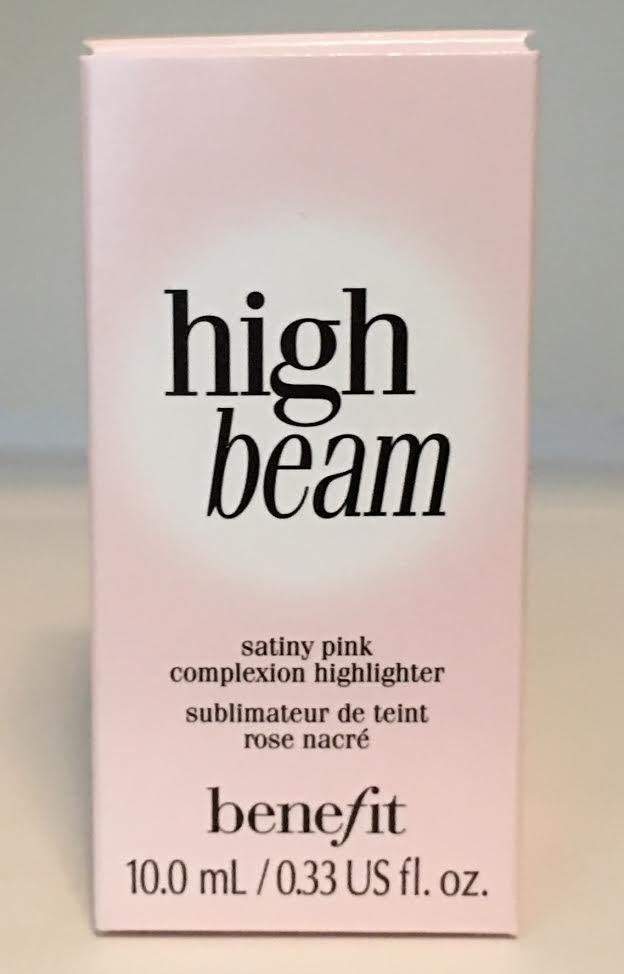 high
beam
satiny pink
complexion highlighter
sublimateur de teint
rose nacré
benefit
10.0 mL / 0.33 US fl. oz.